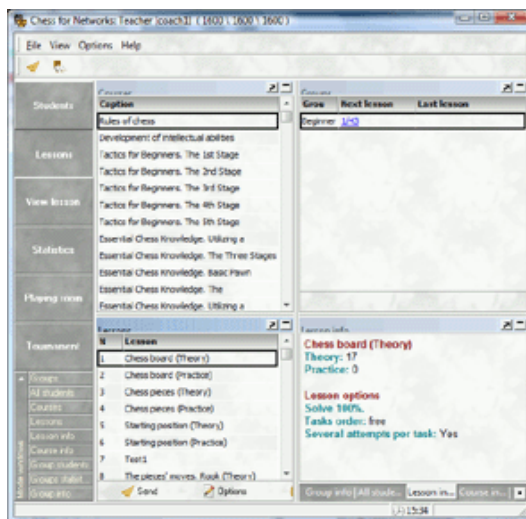 Chess for Networks: Teacher [coach1] ( 1600 \ 1600 \ 1600 )
File View Options Help
Students
Lessons
View lesson
Statistics
Playing room
Tournament
Groups
All students
Courses
Lessons
Lesson info
Course info
Group students
Group info
Courses
Caption
Rules of chess
Development of intellectual abilities
Tactics for Beginners. The 1st Stage
Tactics for Beginners. The 2nd Stage
Tactics for Beginners. The 3rd Stage
Tactics for Beginners. The 4th Stage
Tactics for Beginners. The 5th Stage
Essential Chess Knowledge. Utilizing a
Essential Chess Knowledge. The Three Stages
Essential Chess Knowledge. Basic Pawn
Essential Chess Knowledge. The
Essential Chess Knowledge. Utilizing a
Groups
Grou Next lesson Last lesson
Beginner 1/43
Lessons
N Lesson
1 Chess board (Theory)
2 Chess board (Practice)
3 Chess pieces (Theory)
4 Chess pieces (Practice)
5 Starting position (Theory)
6 Starting position (Practice)
7 Test1
8 The pieces' moves. Rook (Theory)
Send Options
Lesson info
Chess board (Theory)
Theory: 17
Practice: 0
Lesson options
Solve 100%.
Tasks order: free
Several attempts per task: Yes
Group info All stude... Lesson in... Course in...
15:34